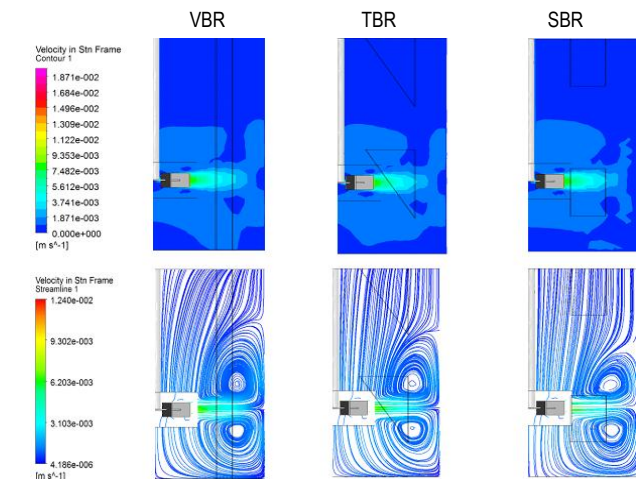 VBR TBR SBR
Velocity in Stn Frame
Contour 1
1.871e-002
1.684e-002
1.496e-002
1.309e-002
1.122e-002
9.353e-003
7.482e-003
5.612e-003
3.741e-003
1.871e-003
0.000e+000
[m s^-1]
Velocity in Stn Frame
Streamline 1
1.240e-002
9.302e-003
6.203e-003
3.103e-003
4.186e-006
[m s^-1]